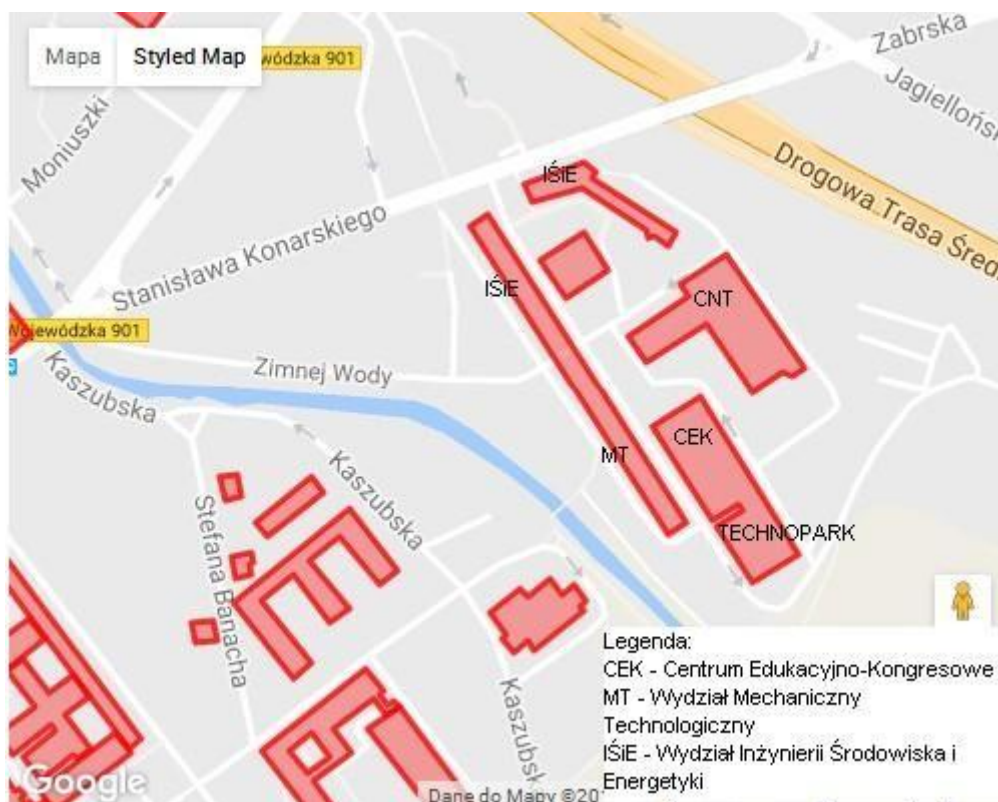 Mapa
Styled Map
wódzka 901
Zabrska
Jagiellońsk
Moniuszki
Drogowa Trasa Śred
IŚiE
Stanisława Konarskiego
IŚiE
CNT
Wojewódzka 901
Zimnej Wody
Kaszubska
CEK
MT
Kaszubska
Stefana Banacha
TECHNOPARK
Kaszubska
Legenda:
CEK - Centrum Edukacyjno-Kongresowe
MT - Wydział Mechaniczny
Technologiczny
IŚiE - Wydział Inżynierii Środowiska i
Energetyki
Google
Dane do Mapy ©20